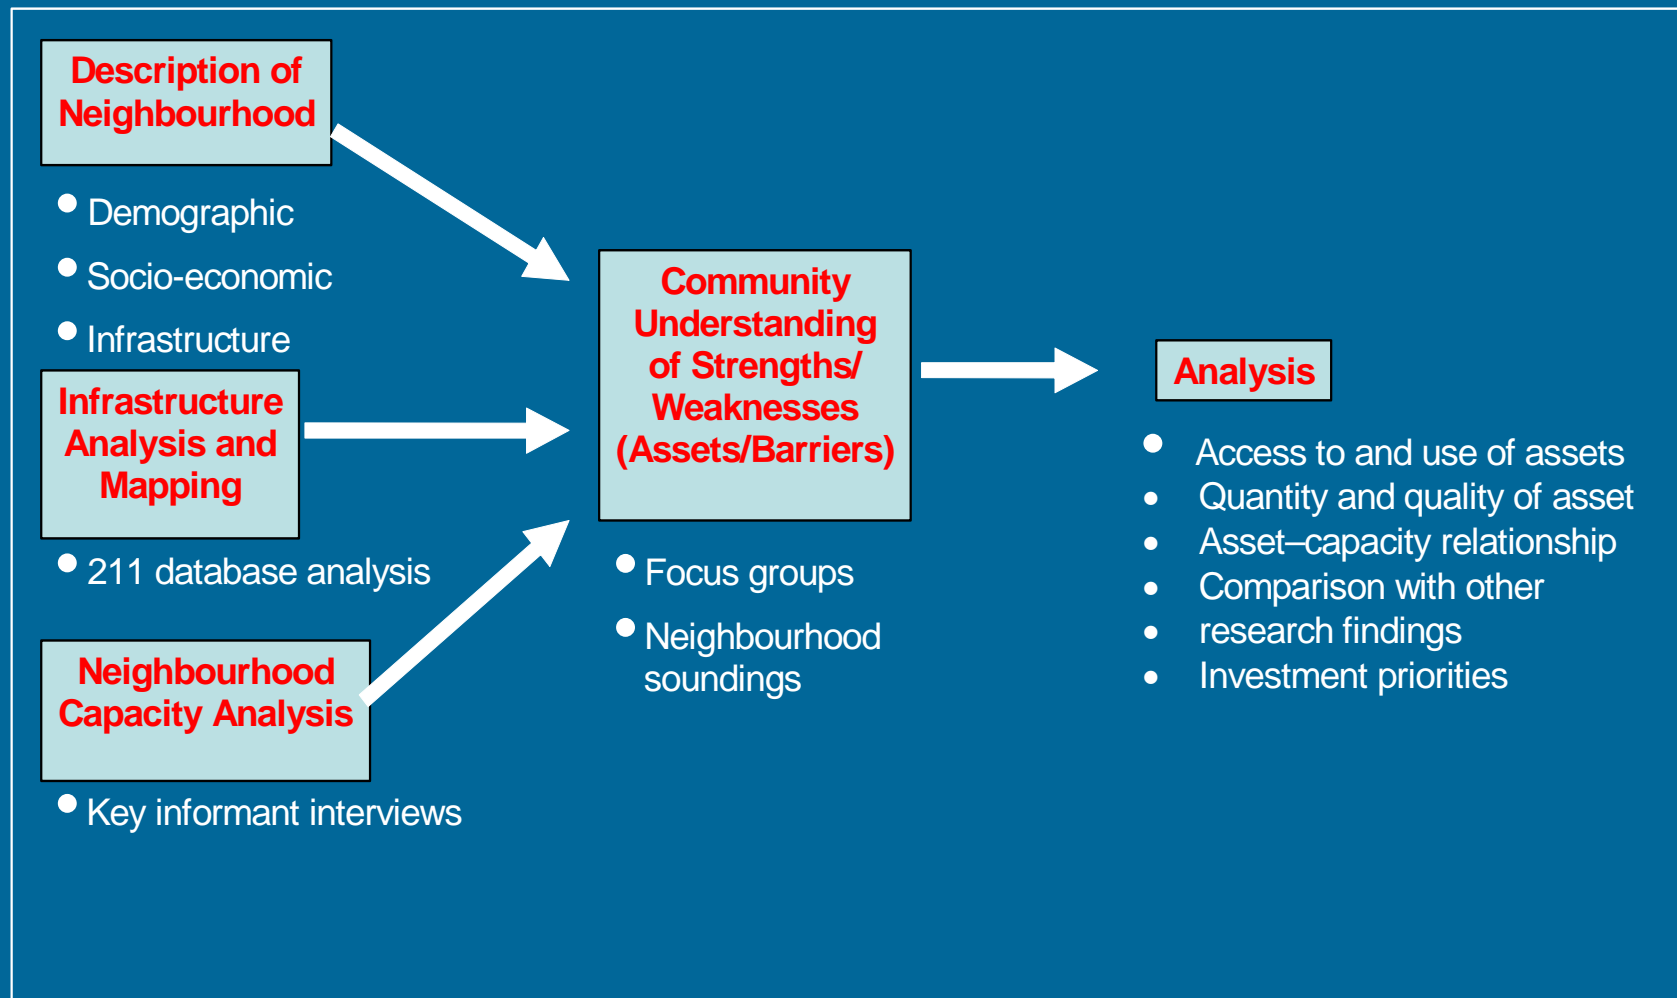 Description of
Neighbourhood
• Demographic
• Socio-economic
• Infrastructure
Infrastructure
Analysis and
Mapping
• 211 database analysis
Neighbourhood
Capacity Analysis
• Key informant interviews
Community
Understanding
of Strengths/
Weaknesses
(Assets/Barriers)
• Focus groups
• Neighbourhood
soundings
Analysis
• Access to and use of assets
• Quantity and quality of asset
• Asset–capacity relationship
• Comparison with other
• research findings
• Investment priorities